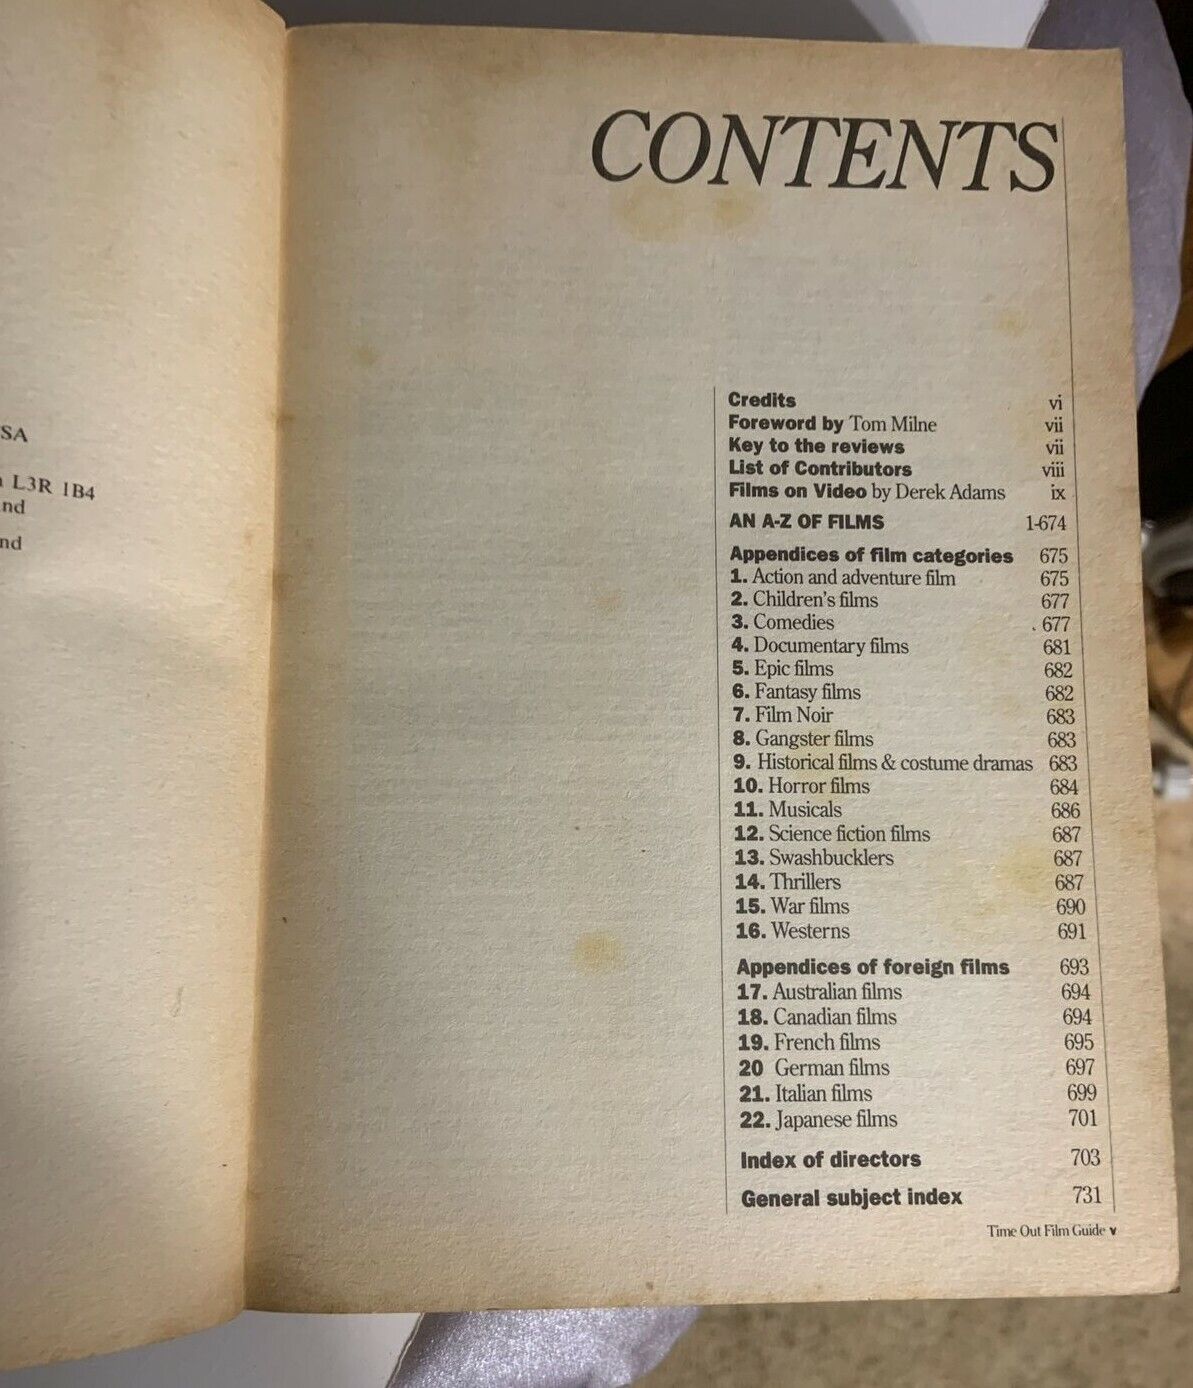 SA
L3R 1B4
nd
nd
CONTENTS
Credits vi
Foreword by Tom Milne vii
Key to the reviews vii
List of Contributors viii
Films on Video by Derek Adams ix
AN A-Z OF FILMS 1-674
Appendices of film categories 675
1. Action and adventure film 675
2. Children's films 677
3. Comedies 677
4. Documentary films 681
5. Epic films 682
6. Fantasy films 682
7. Film Noir 683
8. Gangster films 683
9. Historical films & costume dramas 683
10. Horror films 684
11. Musicals 686
12. Science fiction films 687
13. Swashbucklers 687
14. Thrillers 687
15. War films 690
16. Westerns 691
Appendices of foreign films 693
17. Australian films 694
18. Canadian films 694
19. French films 695
20 German films 697
21. Italian films 699
22. Japanese films 701
Index of directors 703
General subject index 731
Time Out Film Guide v